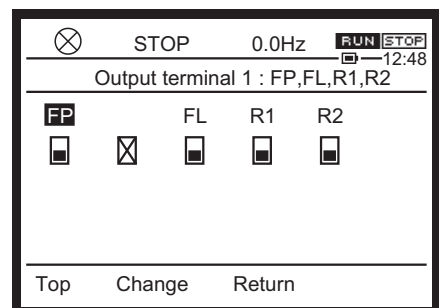 STOP 0.0Hz RUN STOP
12:48
Output terminal 1 : FP,FL,R1,R2
FP FL R1 R2
Top Change Return